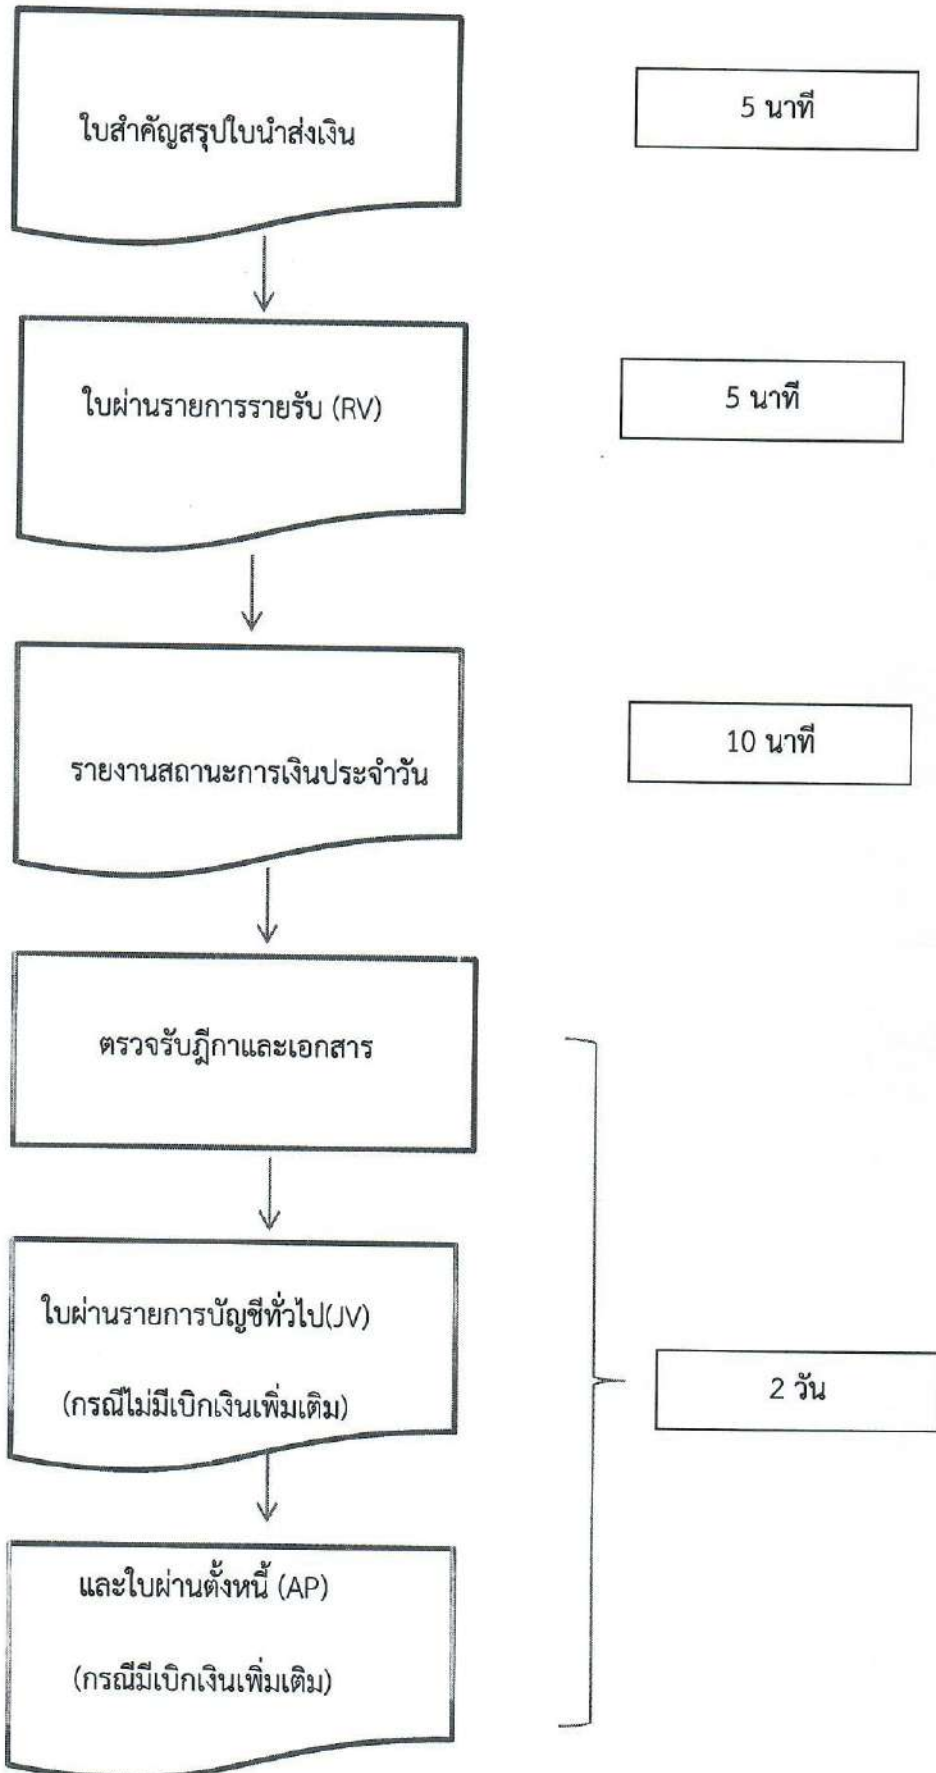 ใบสำคัญสรุปใบนำส่งเงิน
5 นาที
ใบผ่านรายการรายรับ (RV)
5 นาที
รายงานสถานะการเงินประจำวัน
10 นาที
ตรวจรับฎีกาและเอกสาร
ใบผ่านรายการบัญชีทั่วไป(JV)
(กรณีไม่มีเบิกเงินเพิ่มเติม)
2 วัน
และใบผ่านตั้งหนี้ (AP)
(กรณีมีเบิกเงินเพิ่มเติม)